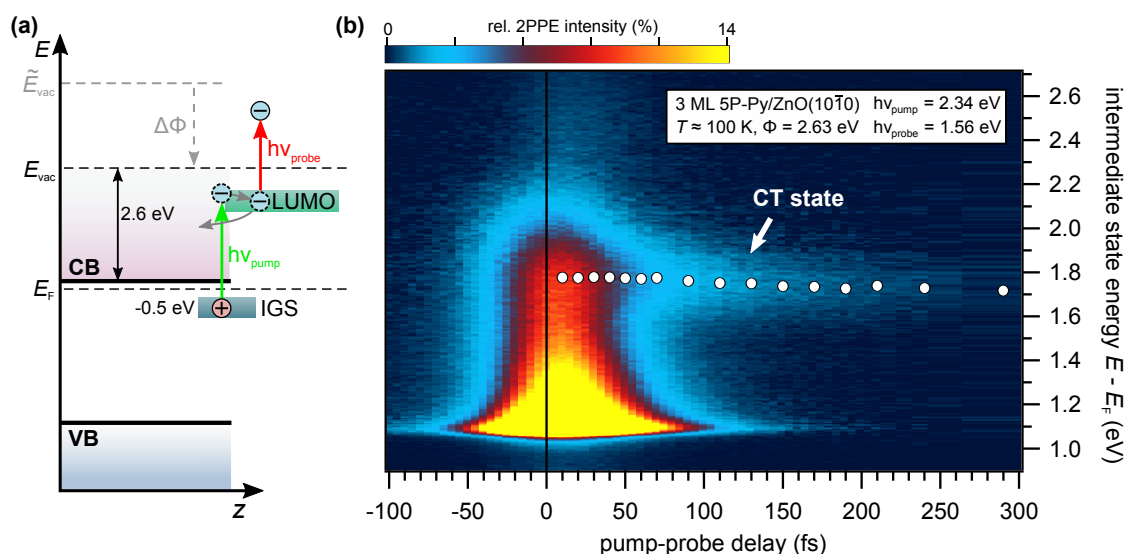 (a)
E
Ẽvac
ΔΦ
Evac
hνprobe
LUMO
2.6 eV
hνpump
CB
EF
-0.5 eV
IGS
VB
z
(b)
rel. 2PPE intensity (%)
0
14
3 ML 5P-Py/ZnO(101̄0)
hνpump = 2.34 eV
T ≈ 100 K, Φ = 2.63 eV
hνprobe = 1.56 eV
CT state
2.6
2.4
2.2
2.0
1.8
1.6
1.4
1.2
1.0
intermediate state energy E - EF (eV)
-100
-50
0
50
100
150
200
250
300
pump-probe delay (fs)